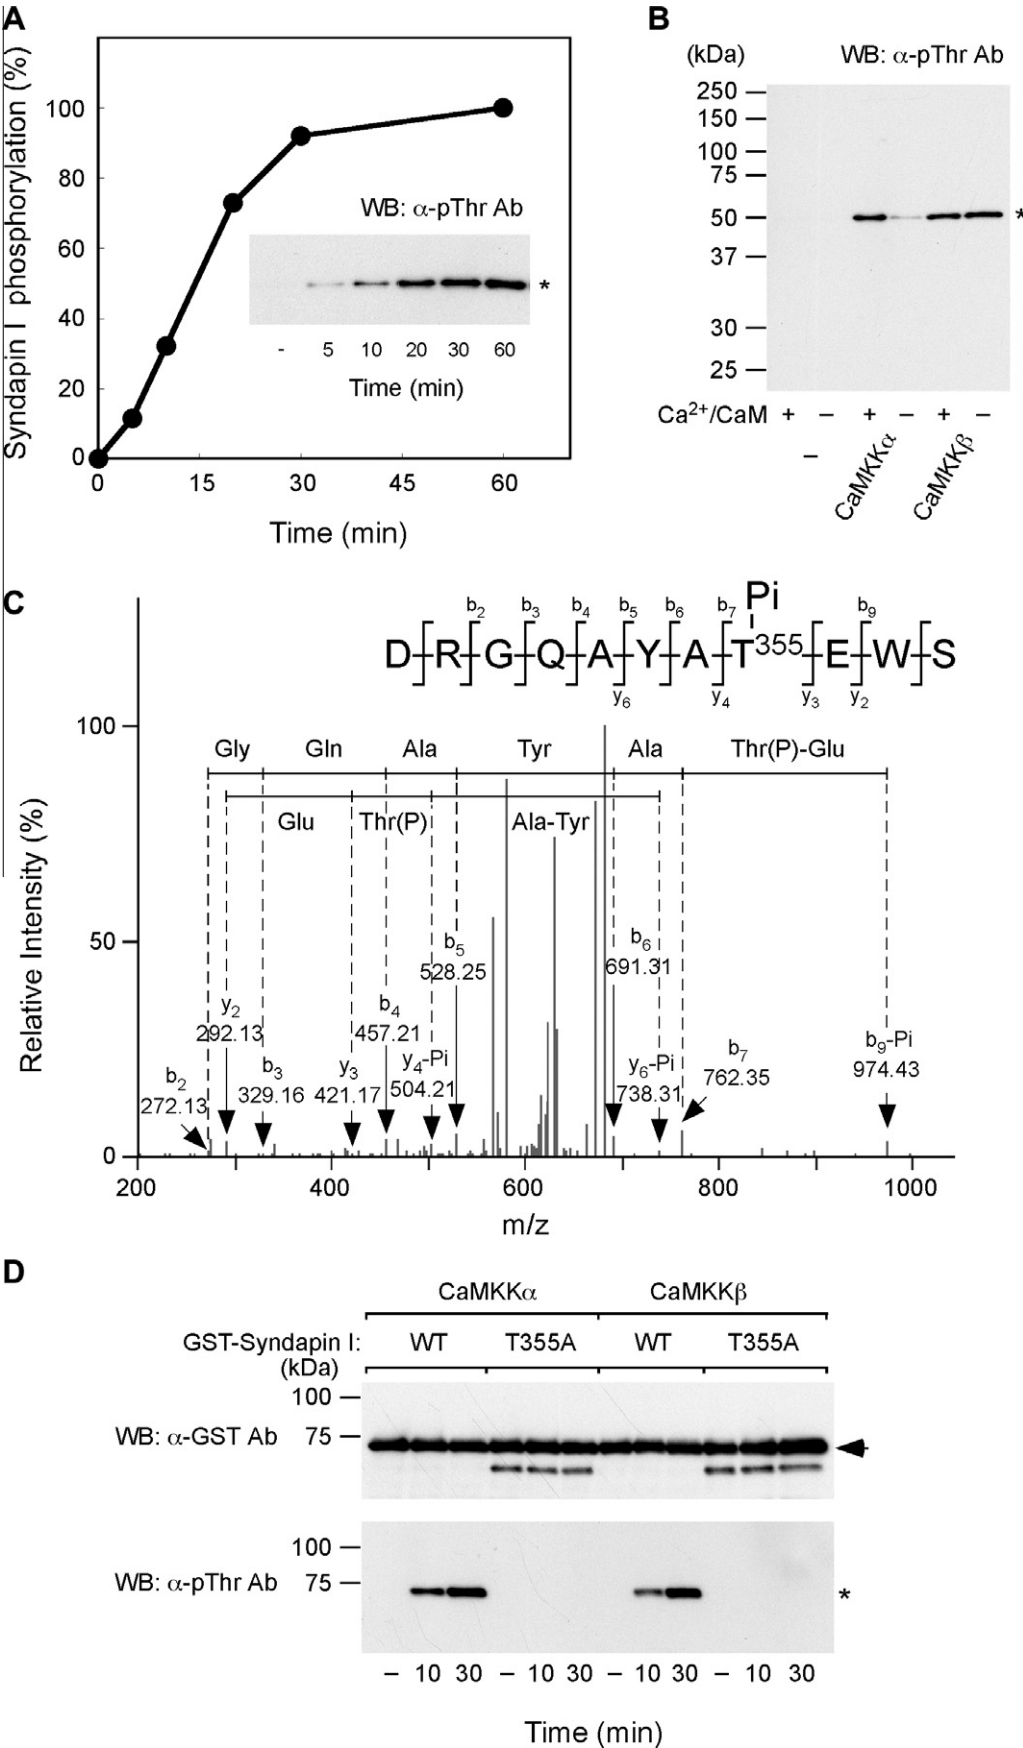 A
Syndapin I phosphorylation (%)
100
80
60
40
20
0
WB: α-pThr Ab
*
- 5 10 20 30 60
Time (min)
0 15 30 45 60
Time (min)
B
(kDa) WB: α-pThr Ab
250
150
100
75
50 *
37
30
25
Ca2+/CaM + – + – + –
– CaMKKα CaMKKβ
C
Pi
b2 b3 b4 b5 b6 b7 b9
D R G Q A Y A T355 E W S
y6 y4 y3 y2
Relative Intensity (%)
100
50
0
Gly Gln Ala Tyr Ala Thr(P)-Glu
Glu Thr(P) Ala-Tyr
b5
528.25
b6
691.31
y2
292.13
b4
457.21
b9-Pi
974.43
b2
272.13
b3
329.16
y3
421.17
y4-Pi
504.21
y6-Pi
738.31
b7
762.35
200 400 600 800 1000
m/z
D
CaMKKα CaMKKβ
GST-Syndapin I: WT T355A WT T355A
(kDa)
100
WB: α-GST Ab 75
100
WB: α-pThr Ab 75
*
– 10 30 – 10 30 – 10 30 – 10 30
Time (min)